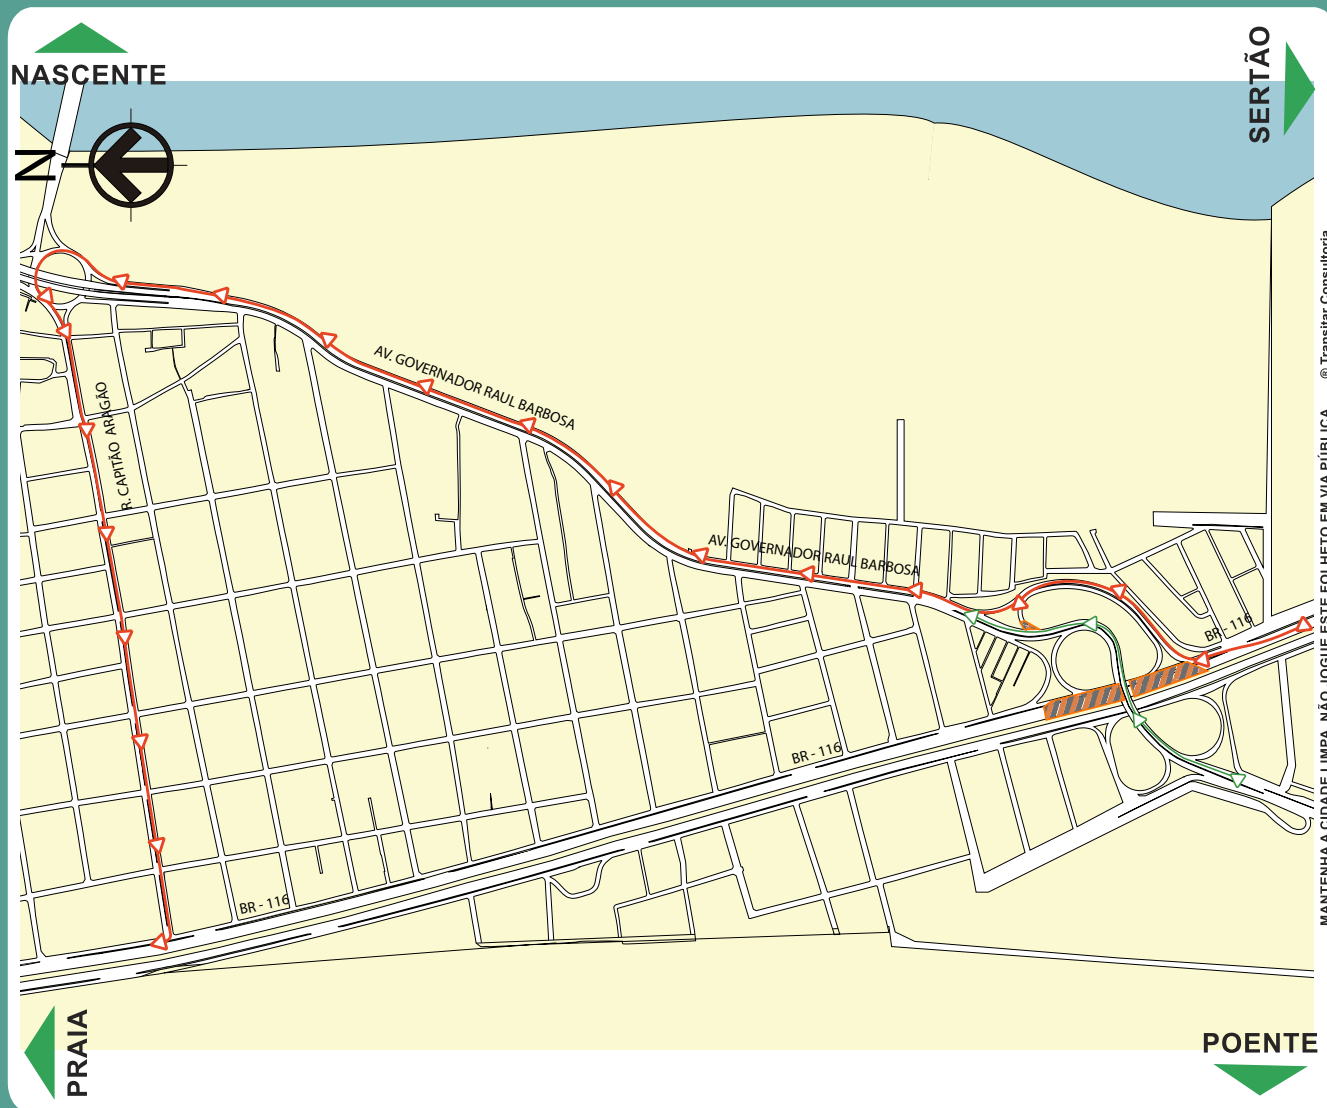 NASCENTE
SERTÃO
N
AV. GOVERNADOR RAUL BARBOSA
R. CAPITÃO ARAGÃO
AV. GOVERNADOR RAUL BARBOSA
BR - 116
BR - 116
BR - 116
MANTENHA A CIDADE LIMPA. NÃO JOGUE ESTE FOLHETO EM VIA PÚBLICA. @ Transitar Consultoria
PRAIA
POENTE